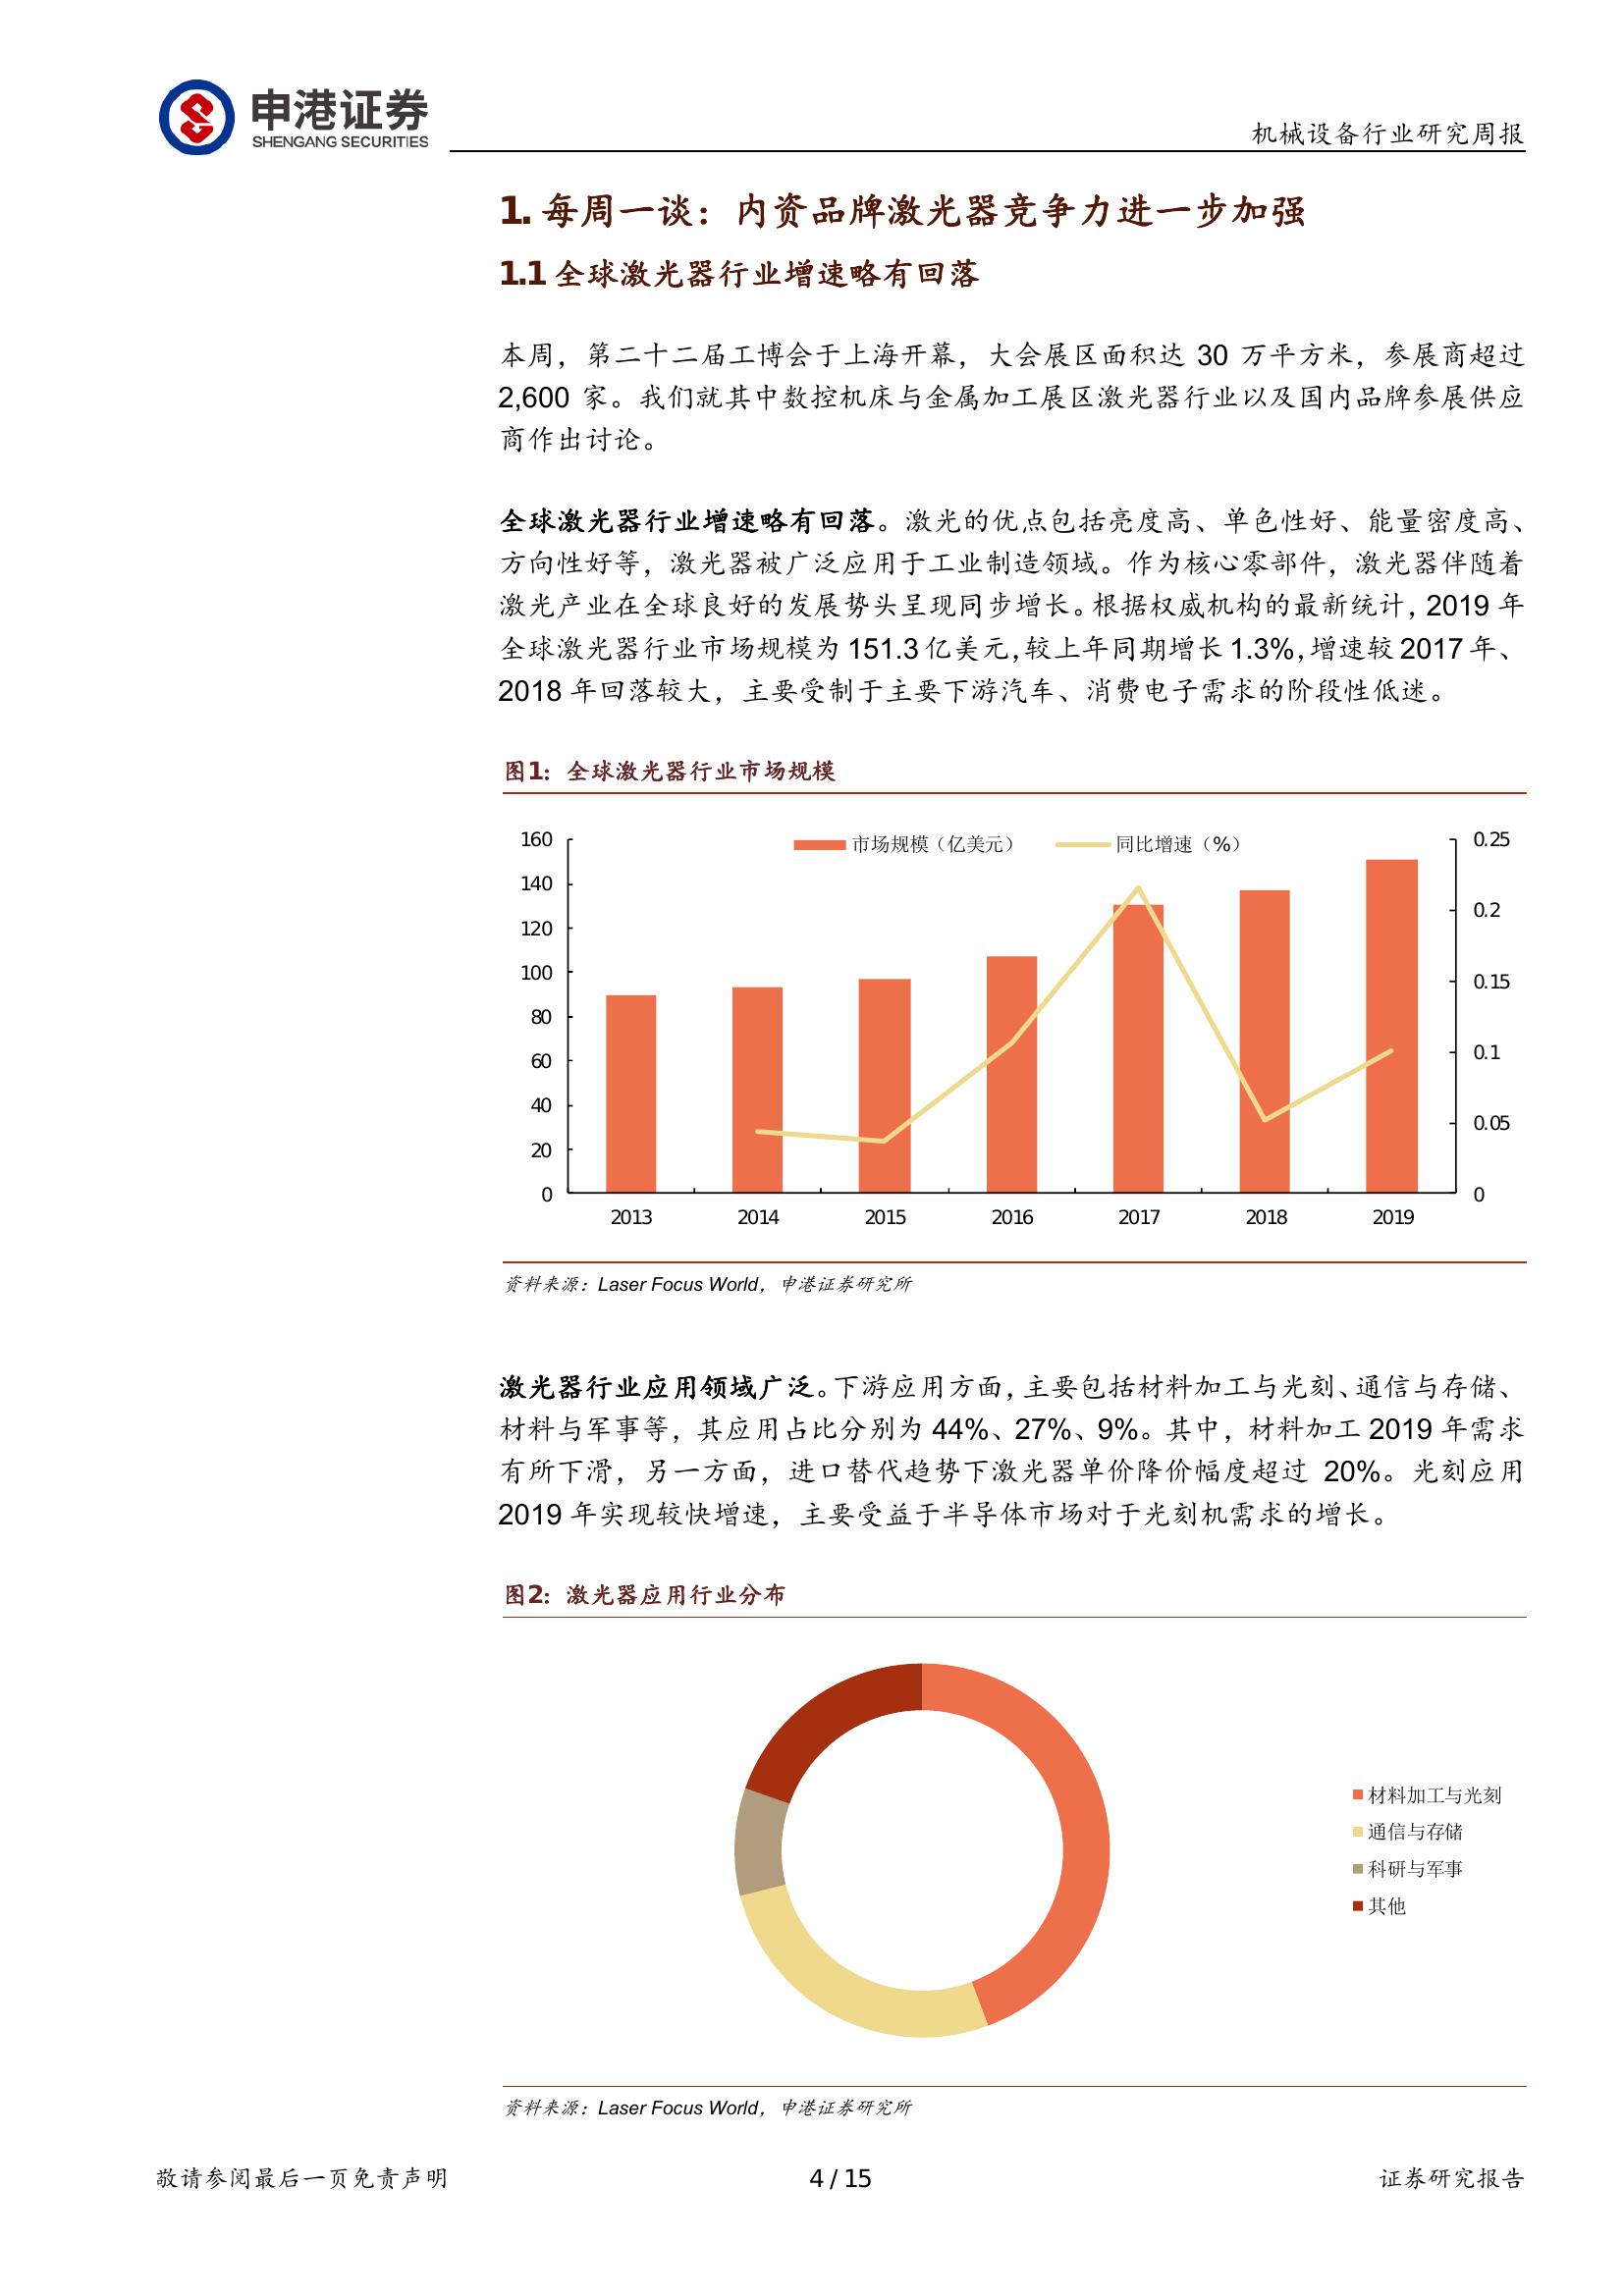 申港证券
SHENGANG SECURITIES
机械设备行业研究周报
1. 每周一谈：内资品牌激光器竞争力进一步加强
1.1 全球激光器行业增速略有回落
本周，第二十二届工博会于上海开幕，大会展区面积达 30 万平方米，参展商超过
2,600 家。我们就其中数控机床与金属加工展区激光器行业以及国内品牌参展供应
商作出讨论。
全球激光器行业增速略有回落。激光的优点包括亮度高、单色性好、能量密度高、
方向性好等，激光器被广泛应用于工业制造领域。作为核心零部件，激光器伴随着
激光产业在全球良好的发展势头呈现同步增长。根据权威机构的最新统计，2019 年
全球激光器行业市场规模为 151.3 亿美元，较上年同期增长 1.3%，增速较 2017 年、
2018 年回落较大，主要受制于主要下游汽车、消费电子需求的阶段性低迷。
图1：全球激光器行业市场规模
市场规模（亿美元） 同比增速（%）
160 0.25
140
120 0.2
100 0.15
80
60 0.1
40 0.05
20
0 0
2013 2014 2015 2016 2017 2018 2019
资料来源：Laser Focus World，申港证券研究所
激光器行业应用领域广泛。下游应用方面，主要包括材料加工与光刻、通信与存储、
材料与军事等，其应用占比分别为 44%、27%、9%。其中，材料加工 2019 年需求
有所下滑，另一方面，进口替代趋势下激光器单价降价幅度超过 20%。光刻应用
2019 年实现较快增速，主要受益于半导体市场对于光刻机需求的增长。
图2：激光器应用行业分布
材料加工与光刻
通信与存储
科研与军事
其他
资料来源：Laser Focus World，申港证券研究所
敬请参阅最后一页免责声明 4 / 15 证券研究报告